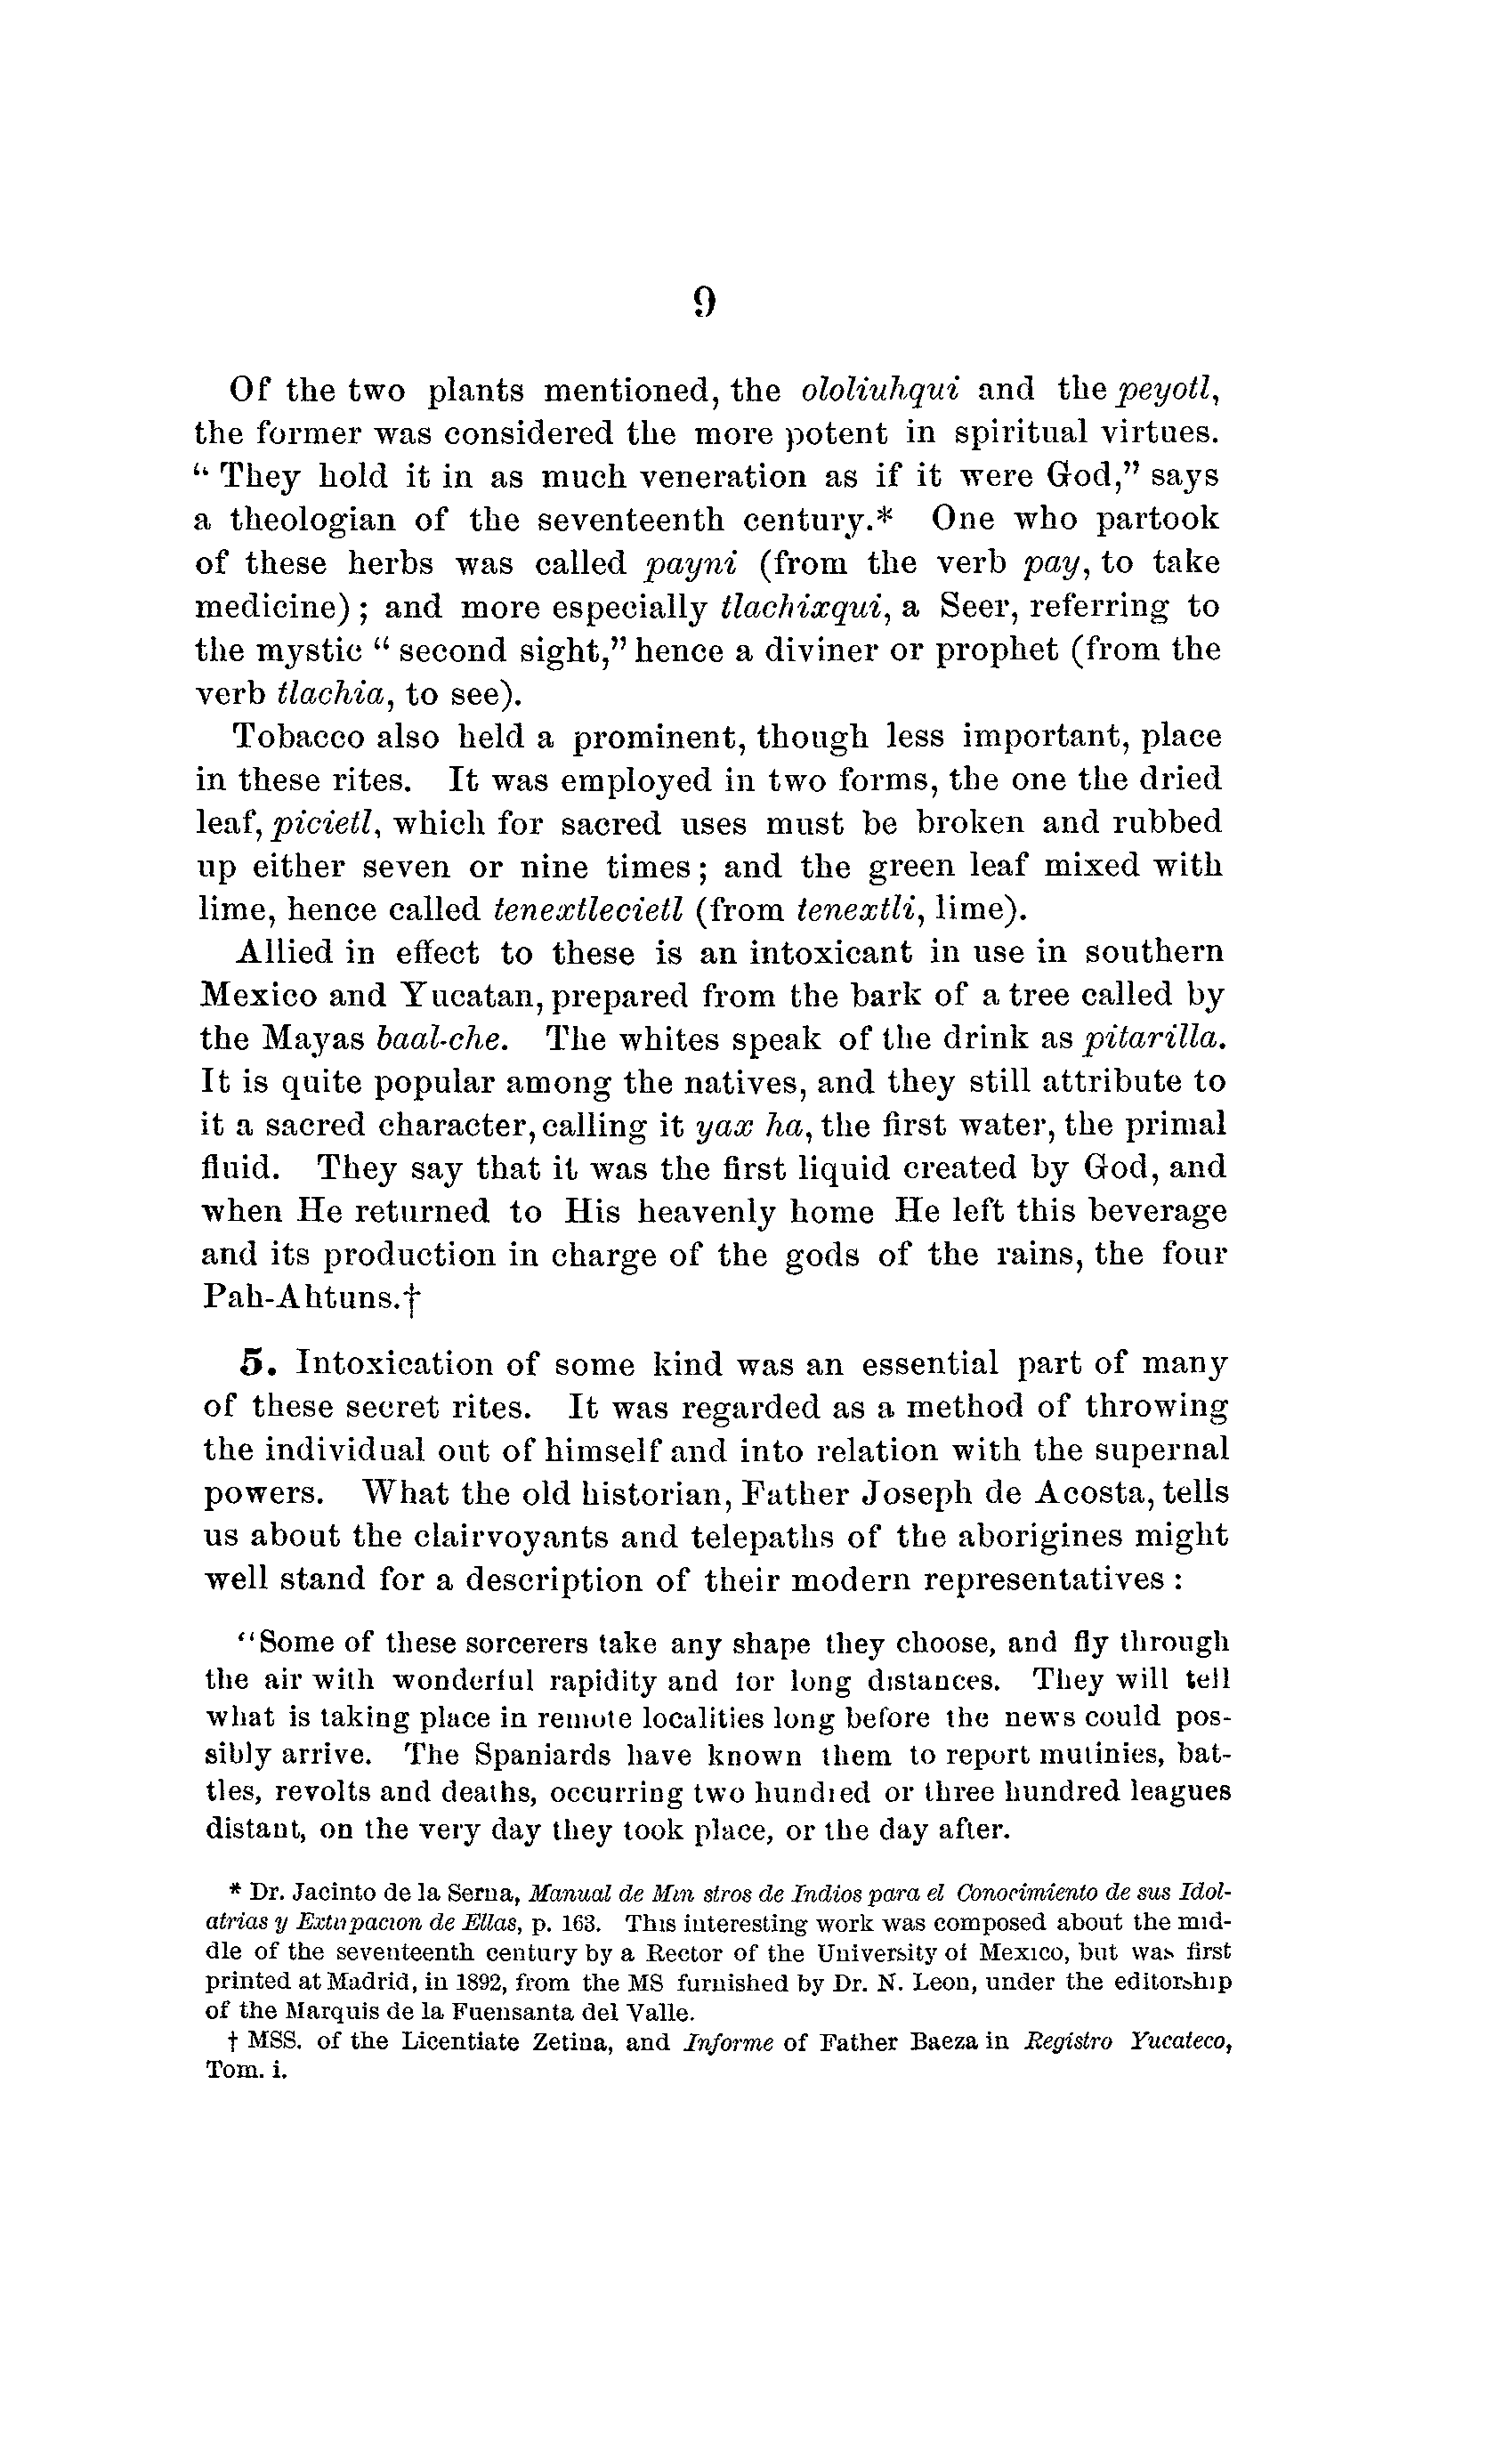 9
Of the two plants mentioned, the ololiuhqui and the peyotl,
the former was considered the more potent in spiritual virtues.
“ They hold it in as much veneration as if it were God,” says
a theologian of the seventeenth century.* One who partook
of these herbs was called payni (from the verb pay, to take
medicine) ; and more especially tlachixqui, a Seer, referring to
the mystic “ second sight,” hence a diviner or prophet (from the
verb tlachia, to see).
Tobacco also held a prominent, though less important, place
in these rites. It was employed in two forms, the one the dried
leaf, picietl, which for sacred uses must be broken and rubbed
up either seven or nine times ; and the green leaf mixed with
lime, hence called tenextlecietl (from tenextli, lime).
Allied in effect to these is an intoxicant in use in southern
Mexico and Yucatan, prepared from the bark of a tree called by
the Mayas baal-che. The whites speak of the drink as pitarilla.
It is quite popular among the natives, and they still attribute to
it a sacred character, calling it yax ha, the first water, the primal
fluid. They say that it was the first liquid created by God, and
when He returned to His heavenly home He left this beverage
and its production in charge of the gods of the rains, the four
Pah-Ahtuns.†
5. Intoxication of some kind was an essential part of many
of these secret rites. It was regarded as a method of throwing
the individual out of himself and into relation with the supernal
powers. What the old historian, Father Joseph de Acosta, tells
us about the clairvoyants and telepaths of the aborigines might
well stand for a description of their modern representatives :
“Some of these sorcerers take any shape they choose, and fly through
the air with wonderful rapidity and for long distances. They will tell
what is taking place in remote localities long before the news could pos-
sibly arrive. The Spaniards have known them to report mutinies, bat-
tles, revolts and deaths, occurring two hundred or three hundred leagues
distant, on the very day they took place, or the day after.
* Dr. Jacinto de la Serna, Manual de Ministros de Indios para el Conocimiento de sus Idol-
atrias y Extirpacion de Ellas, p. 163. This interesting work was composed about the mid-
dle of the seventeenth century by a Rector of the University of Mexico, but was first
printed at Madrid, in 1892, from the MS furnished by Dr. N. Leon, under the editorship
of the Marquis de la Fuensanta del Valle.
† MSS. of the Licentiate Zetina, and Informe of Father Baeza in Registro Yucateco,
Tom. i.